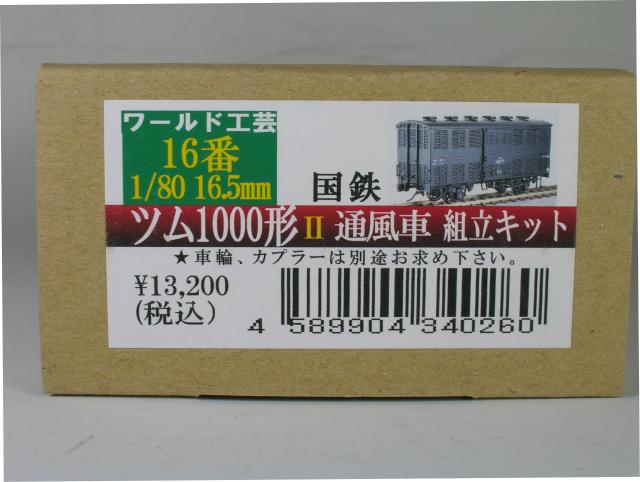 ワールド工芸
16番
1/80 16.5mm
国鉄
ツム1000形 II 通風車 組立キット
★車輪、カプラーは別途お求め下さい。
¥13,200
(税込)
4 589904 340260